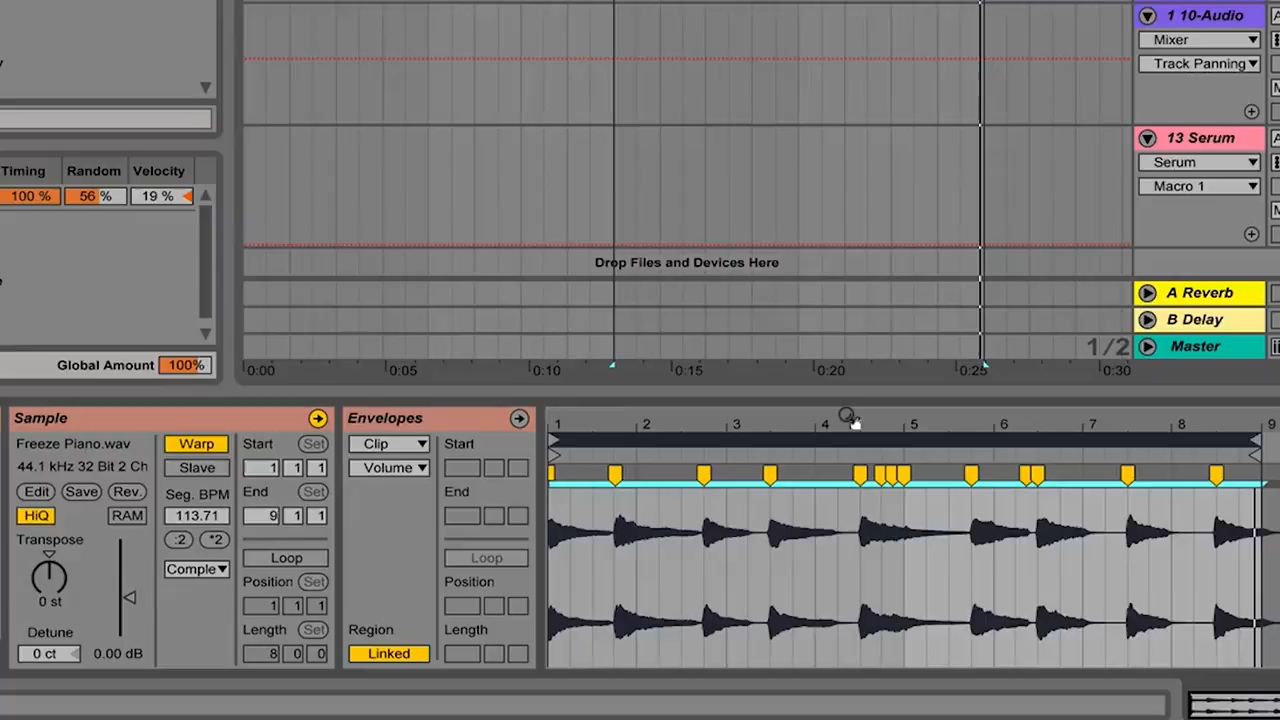 1 10-Audio
Mixer
Track Panning
13 Serum
Serum
Macro 1
Timing Random Velocity
100 % 56 % 19 %
Drop Files and Devices Here
A Reverb
B Delay
1/2 Master
Global Amount 100%
0:00 0:05 0:10 0:15 0:20 0:25 0:30
Sample
Envelopes
1 2 3 4 5 6 7 8 9
Freeze Piano.wav Warp Start Set
44.1 kHz 32 Bit 2 Ch Slave 1 1 1
Edit Save Rev. Seg. BPM End Set
HiQ RAM 113.71 9 1 1
Transpose :2 *2
Loop
Comple
Position Set
0 st 1 1 1
Detune Length Set
0 ct 0.00 dB 8 0 0
Clip Start
Volume
End
Loop
Position
Region Length
Linked